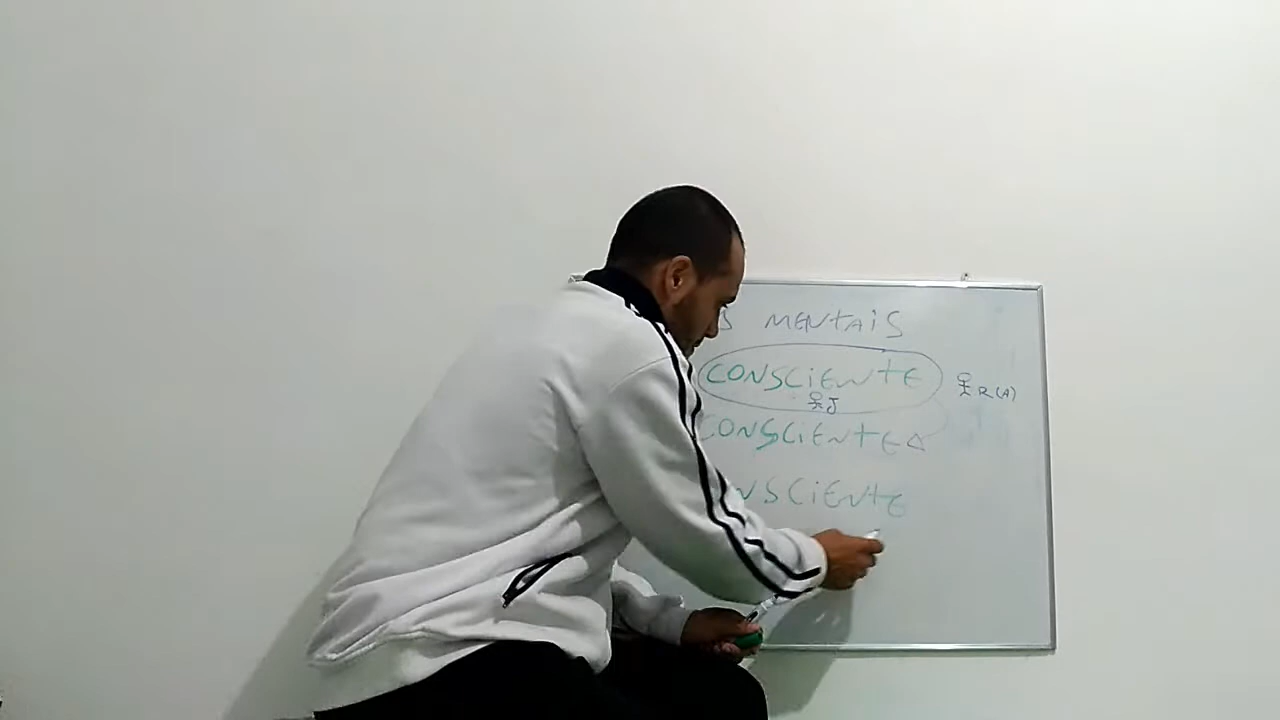 S MENTAIS
CONSCIENTE
J R(A)
CONSCIENTE
NSCIENTE